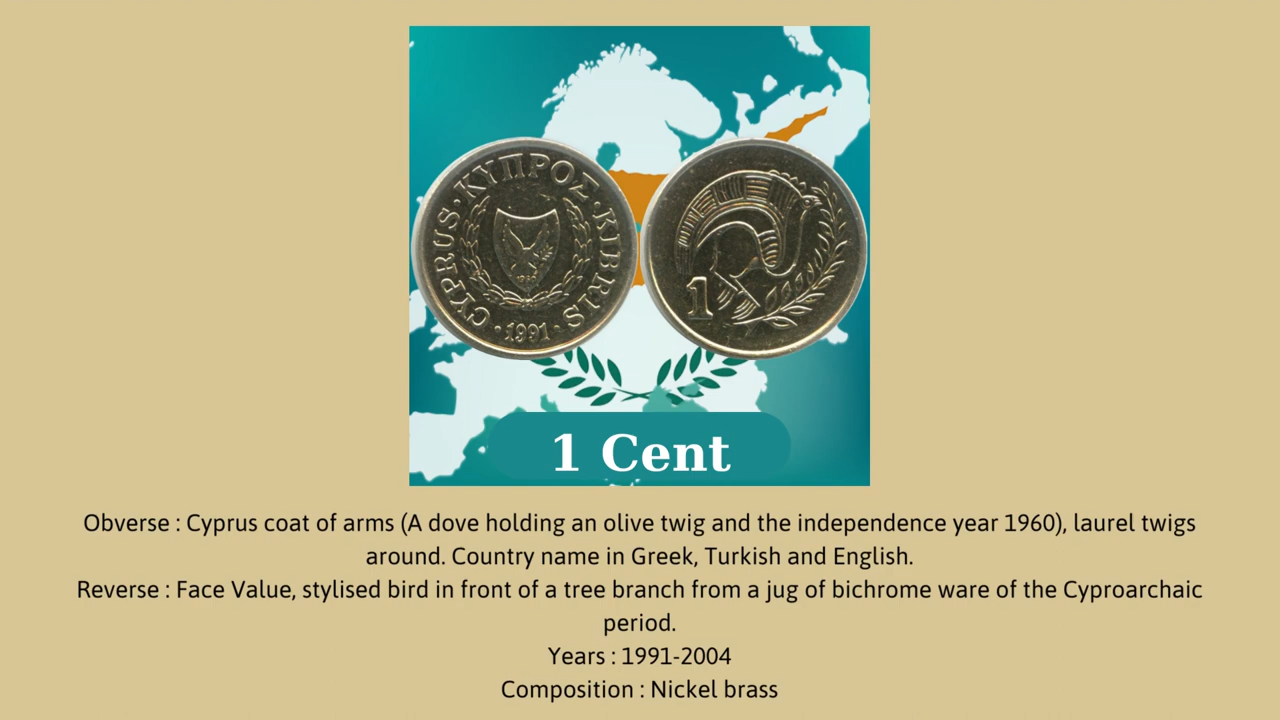 CYPRUS · ΚΥΠΡΟΣ · KIBRIS
· 1991 ·
1960
1
1 Cent
Obverse : Cyprus coat of arms (A dove holding an olive twig and the independence year 1960), laurel twigs
around. Country name in Greek, Turkish and English.
Reverse : Face Value, stylised bird in front of a tree branch from a jug of bichrome ware of the Cyproarchaic
period.
Years : 1991-2004
Composition : Nickel brass